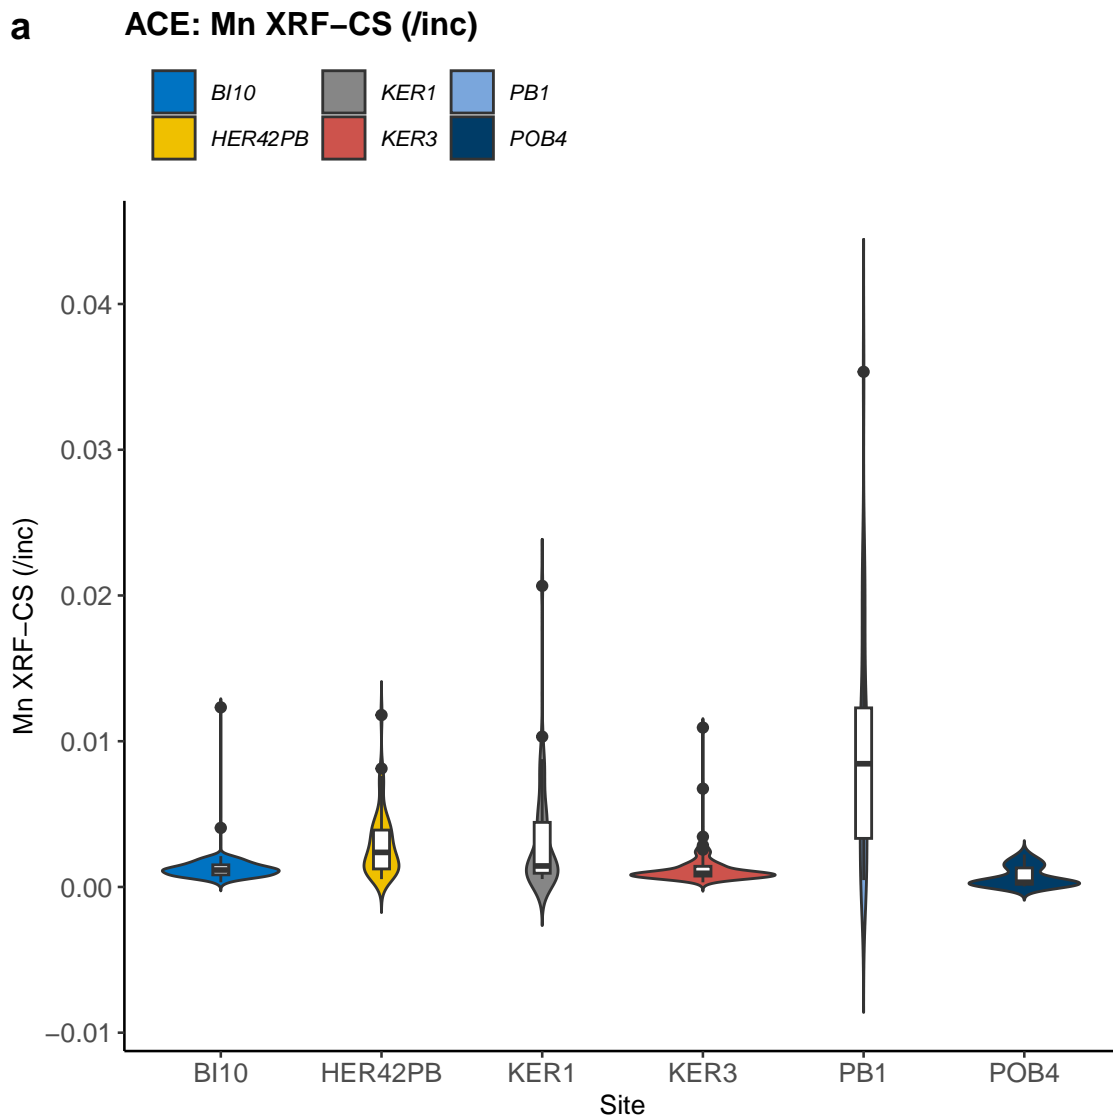 a ACE: Mn XRF−CS (/inc)
BI10 KER1 PB1
HER42PB KER3 POB4
Mn XRF−CS (/inc)
0.04
0.03
0.02
0.01
0.00
−0.01
BI10 HER42PB KER1 KER3 PB1 POB4
Site